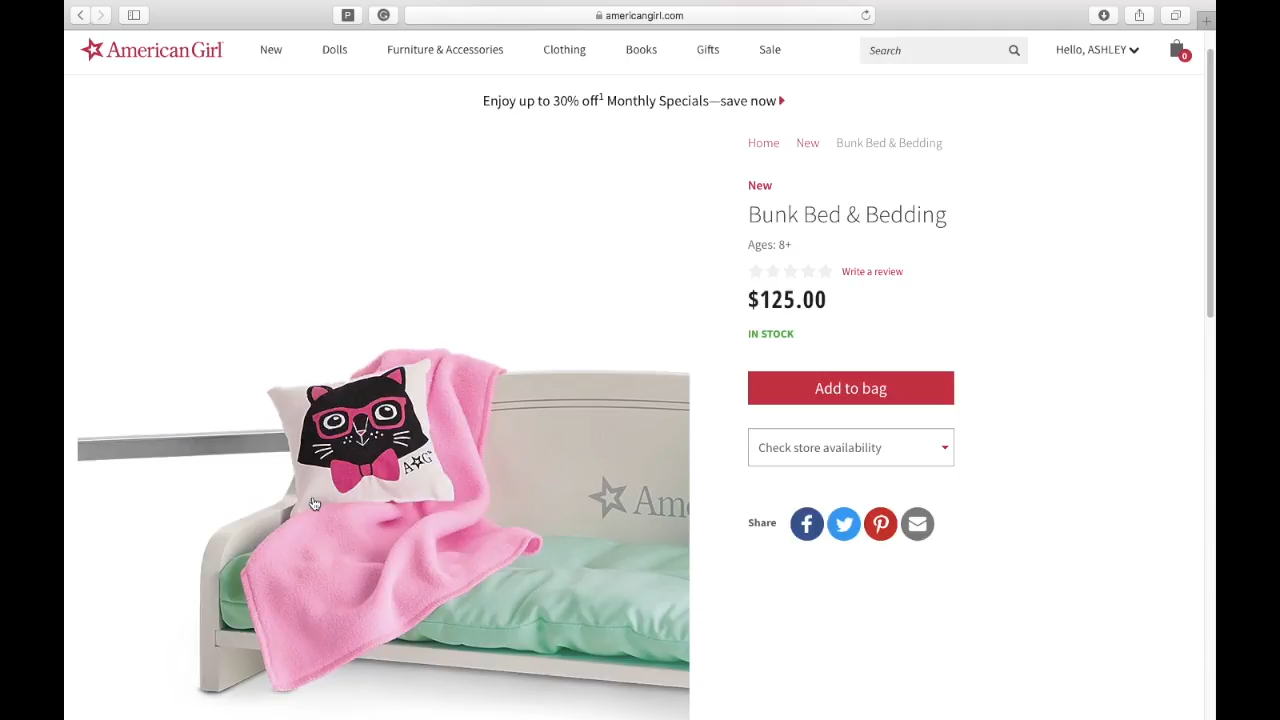 P
G
americangirl.com
American Girl
New
Dolls
Furniture & Accessories
Clothing
Books
Gifts
Sale
Search
Hello, ASHLEY
0
Enjoy up to 30% off¹ Monthly Specials—save now
Home
New
Bunk Bed & Bedding
New
Bunk Bed & Bedding
Ages: 8+
Write a review
$125.00
IN STOCK
Add to bag
Check store availability
Share
A☆G
Am